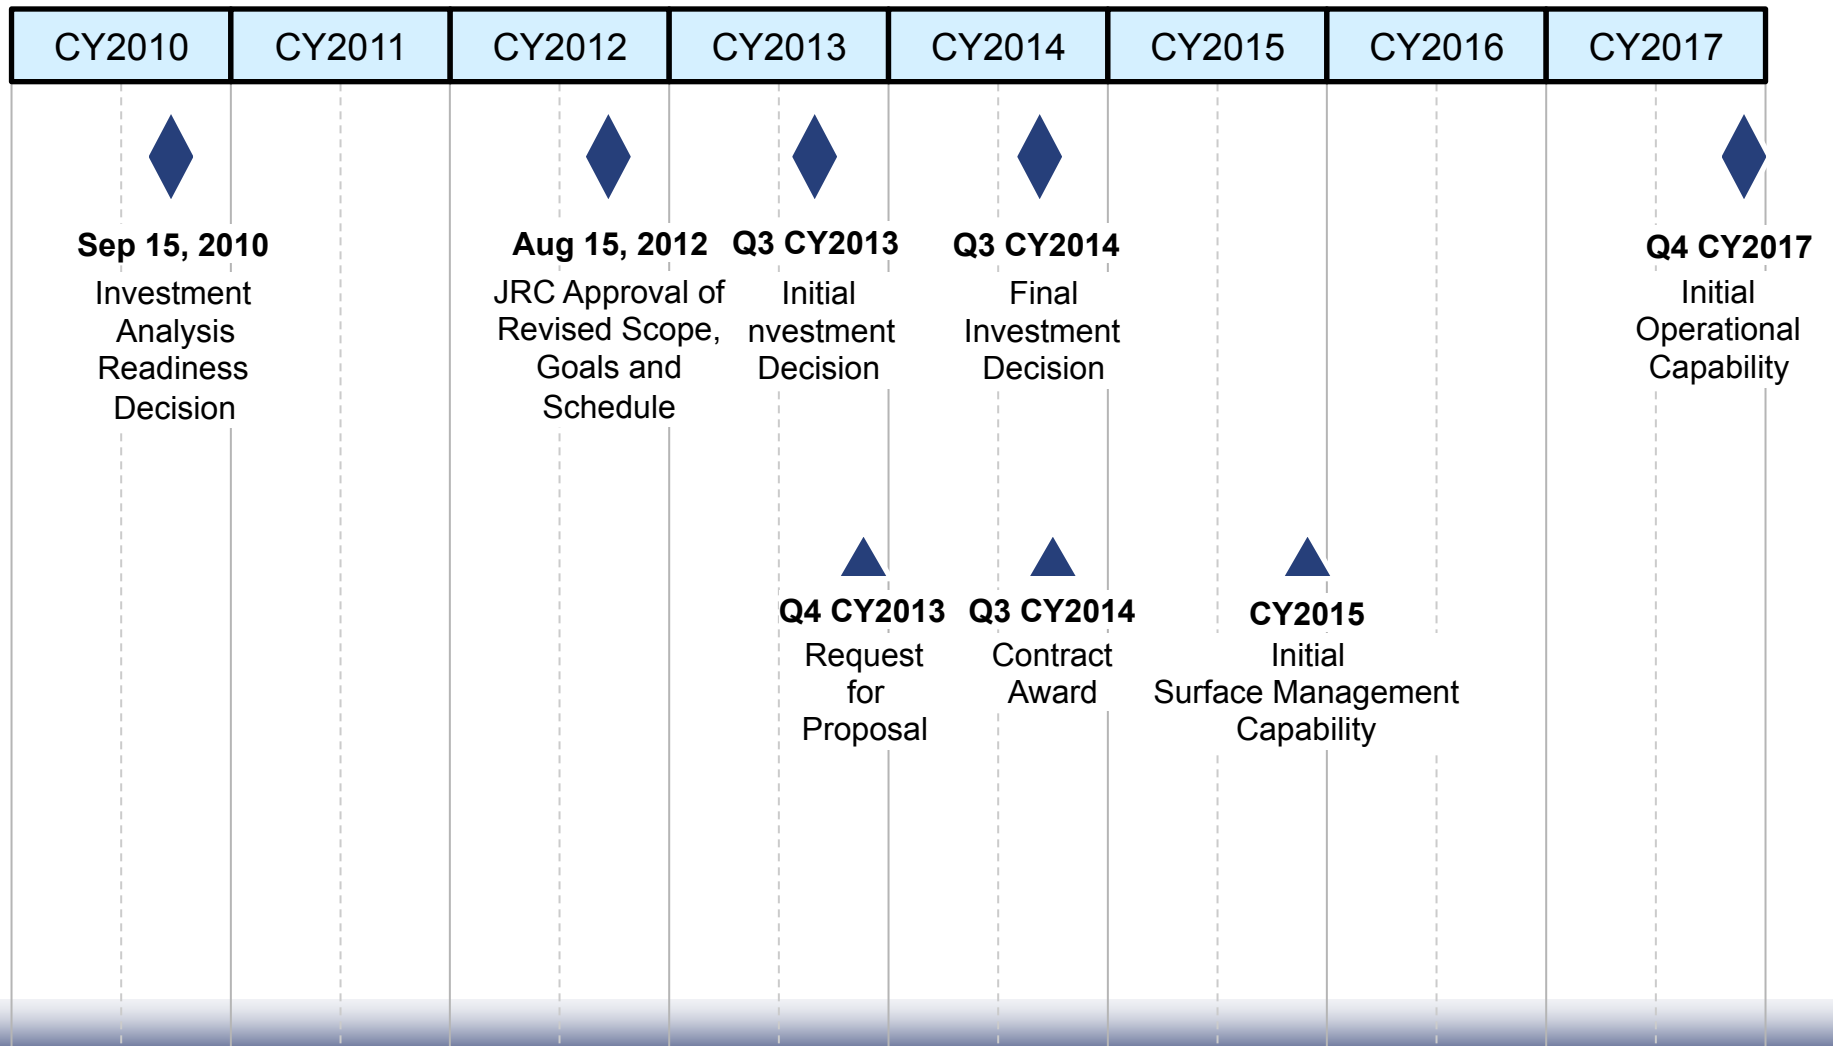 CY2010 CY2011 CY2012 CY2013 CY2014 CY2015 CY2016 CY2017
Sep 15, 2010
Investment
Analysis
Readiness
Decision
Aug 15, 2012
JRC Approval of
Revised Scope,
Goals and
Schedule
Q3 CY2013
Initial
nvestment
Decision
Q3 CY2014
Final
Investment
Decision
Q4 CY2017
Initial
Operational
Capability
Q4 CY2013
Request
for
Proposal
Q3 CY2014
Contract
Award
CY2015
Initial
Surface Management
Capability